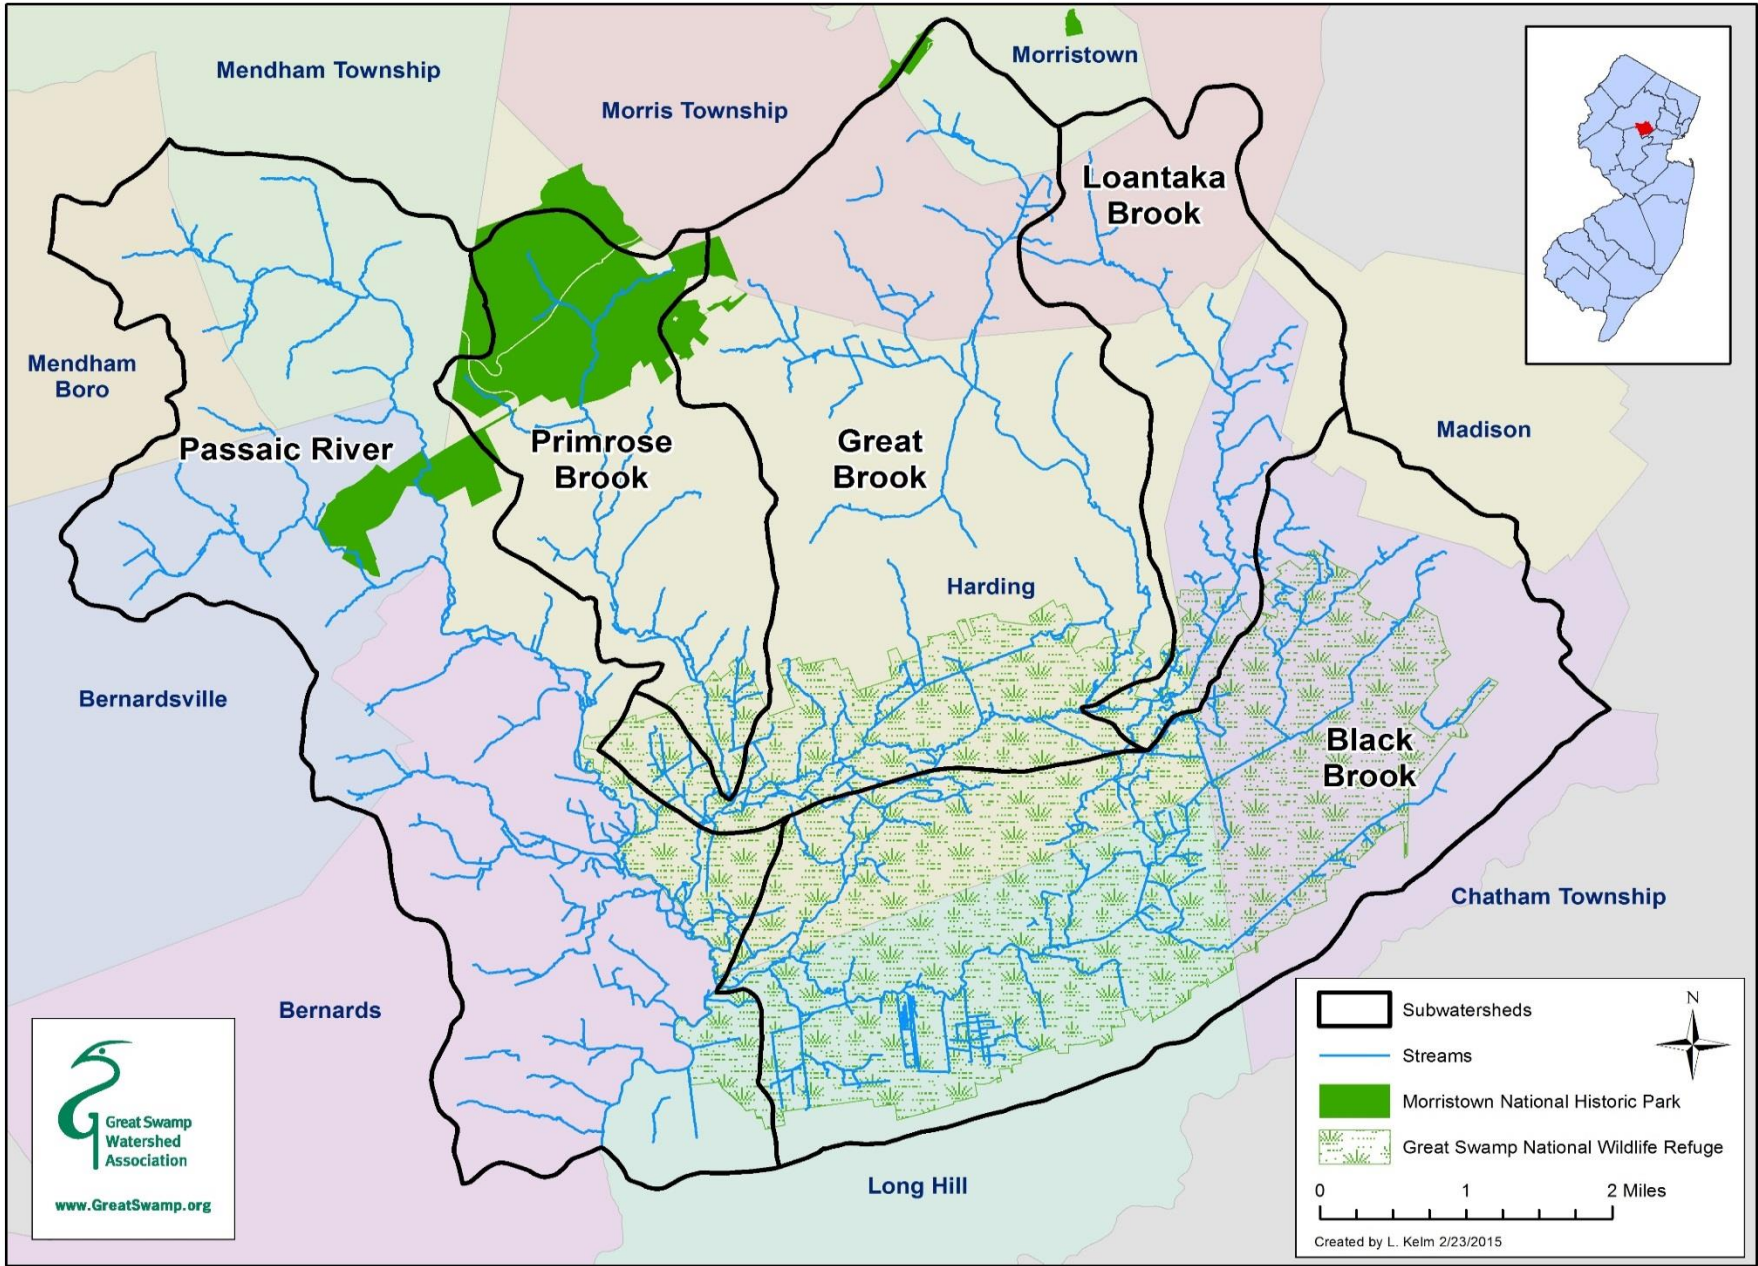 Mendham Township
Morris Township
Morristown
Loantaka
Brook
Mendham
Boro
Passaic River
Primrose
Brook
Great
Brook
Madison
Harding
Bernardsville
Black
Brook
Chatham Township
Bernards
Long Hill
Great Swamp
Watershed
Association
www.GreatSwamp.org
N
Subwatersheds
Streams
Morristown National Historic Park
Great Swamp National Wildlife Refuge
0 1 2 Miles
Created by L. Kelm 2/23/2015